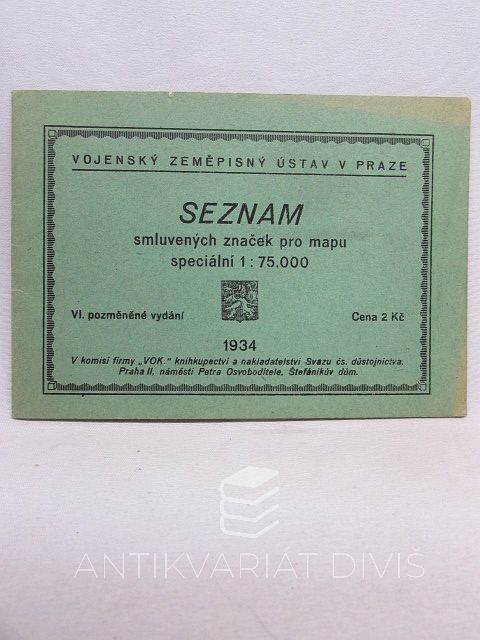 VOJENSKÝ ZEMĚPISNÝ ÚSTAV V PRAZE
SEZNAM
smluvených značek pro mapu
speciální 1 : 75.000
VI. pozměněné vydání
Cena 2 Kč
1934
V komisi firmy „VOK.“ knihkupectví a nakladatelství Svazu čs. důstojnictva,
Praha II, náměstí Petra Osvoboditele, Štefánikův dům.
ANTIKVARIÁT DIVIŠ